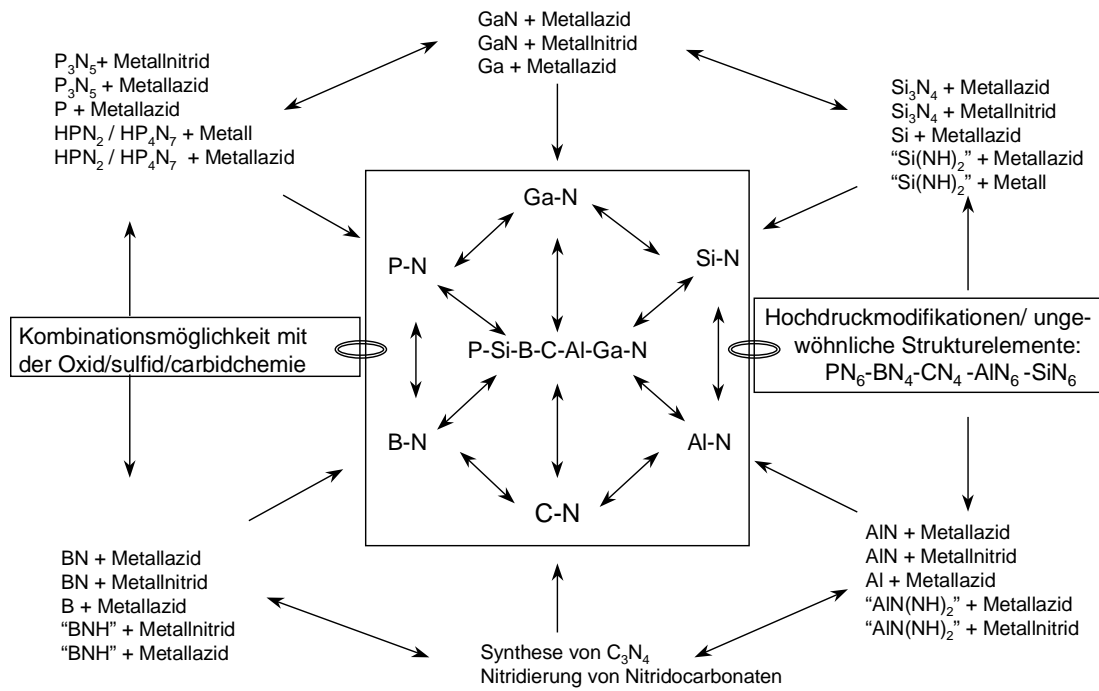 GaN + Metallazid
GaN + Metallnitrid
Ga + Metallazid
P₃N₅+ Metallnitrid
P₃N₅ + Metallazid
P + Metallazid
HPN₂ / HP₄N₇ + Metall
HPN₂ / HP₄N₇ + Metallazid
Si₃N₄ + Metallazid
Si₃N₄ + Metallnitrid
Si + Metallazid
“Si(NH)₂” + Metallazid
“Si(NH)₂” + Metall
Ga-N
P-N
Si-N
Kombinationsmöglichkeit mit
der Oxid/sulfid/carbidchemie
P-Si-B-C-Al-Ga-N
Hochdruckmodifikationen/ unge-
wöhnliche Strukturelemente:
PN₆-BN₄-CN₄ -AlN₆ -SiN₆
B-N
Al-N
C-N
BN + Metallazid
BN + Metallnitrid
B + Metallazid
“BNH” + Metallnitrid
“BNH” + Metallazid
AlN + Metallazid
AlN + Metallnitrid
Al + Metallazid
“AlN(NH)₂” + Metallazid
“AlN(NH)₂” + Metallnitrid
Synthese von C₃N₄
Nitridierung von Nitridocarbonaten